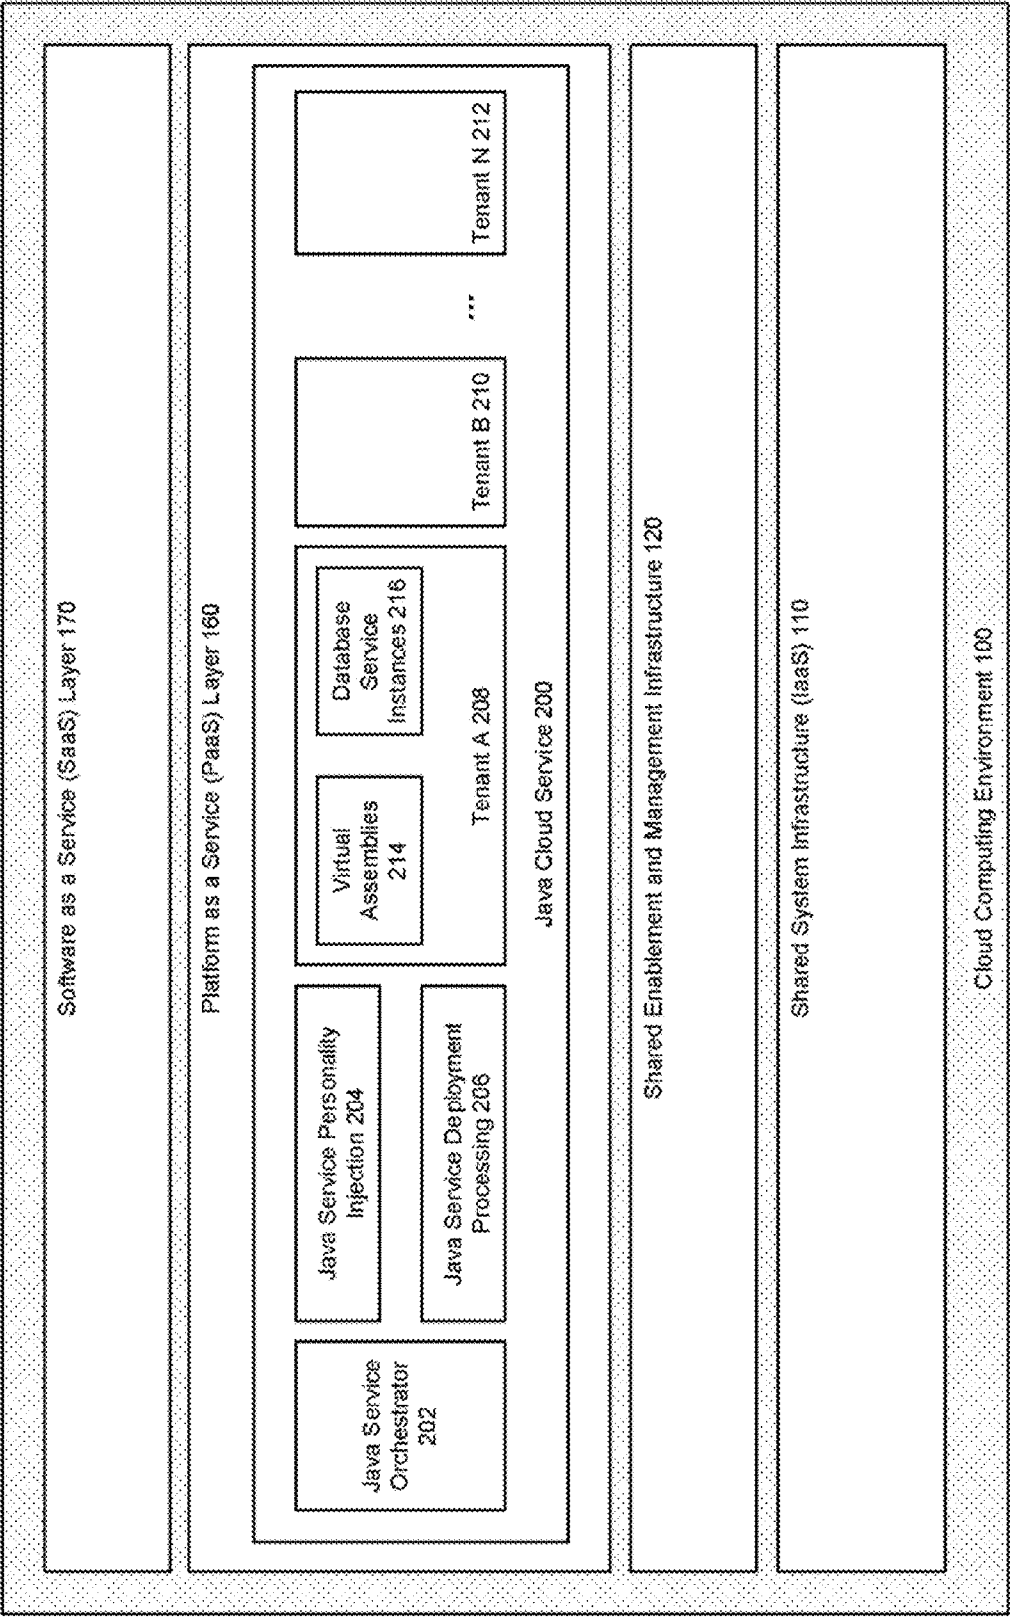 Software as a Service (SaaS) Layer 170
Platform as a Service (PaaS) Layer 160
Java Service
Orchestrator
202
Java Service Personality
Injection 204
Java Service Deployment
Processing 206
Virtual
Assemblies
214
Database
Service
Instances 216
Tenant A 208
Tenant B 210
...
Tenant N 212
Java Cloud Service 200
Shared Enablement and Management Infrastructure 120
Shared System Infrastructure (IaaS) 110
Cloud Computing Environment 100